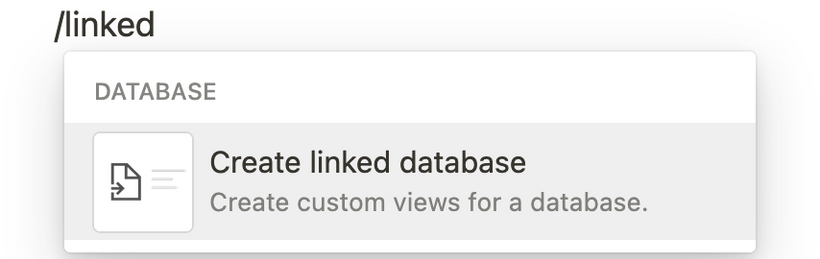 /linked
DATABASE
Create linked database
Create custom views for a database.